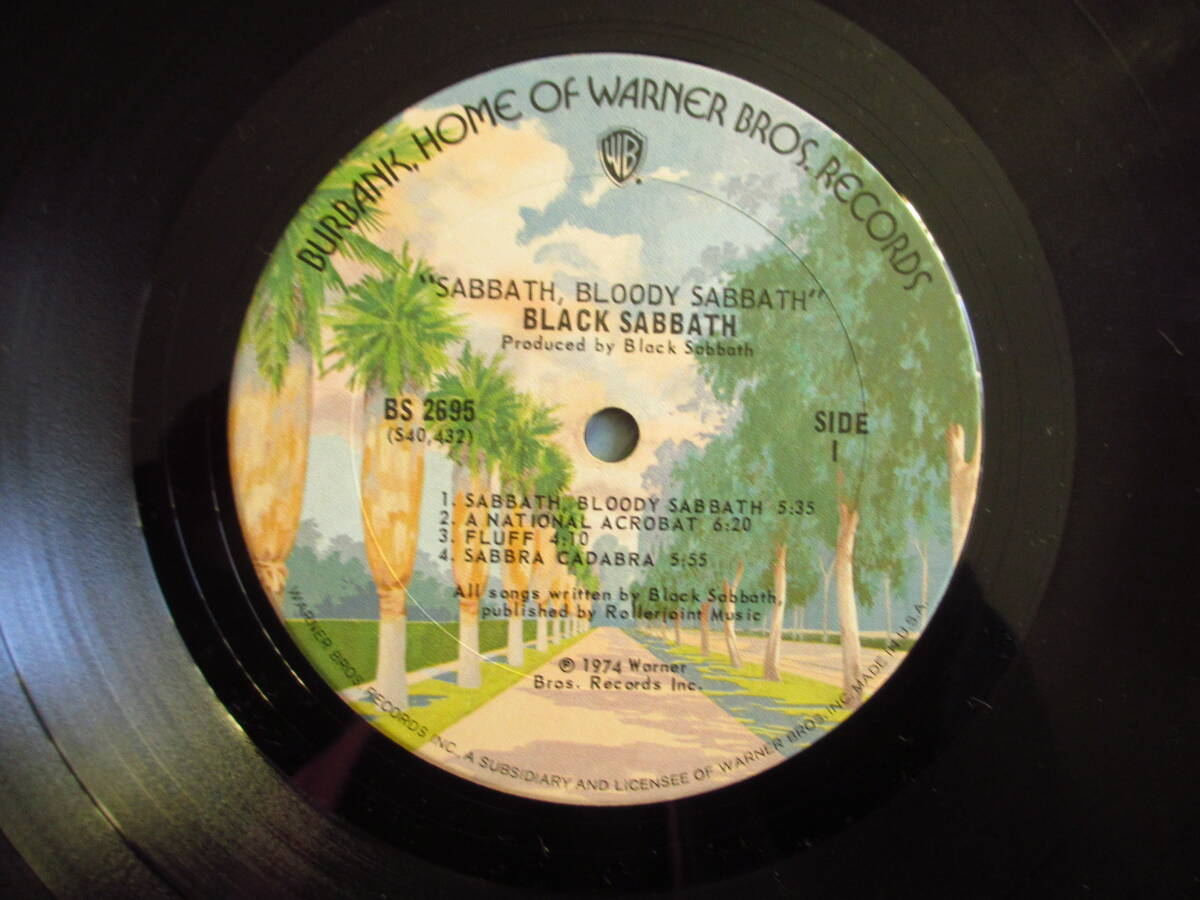 BURBANK, HOME OF WARNER BROS. RECORDS
WB
"SABBATH, BLOODY SABBATH"
BLACK SABBATH
Produced by Black Sabbath
BS 2695
(S40,432)
SIDE
1
1. SABBATH, BLOODY SABBATH 5:35
2. A NATIONAL ACROBAT 6:20
3. FLUFF 4:10
4. SABBRA CADABRA 5:55
All songs written by Black Sabbath,
published by Rollerjoint Music
℗ 1974 Warner
Bros. Records Inc.
WARNER BROS. RECORDS INC., A SUBSIDIARY AND LICENSEE OF WARNER BROS. INC. MADE IN U.S.A.